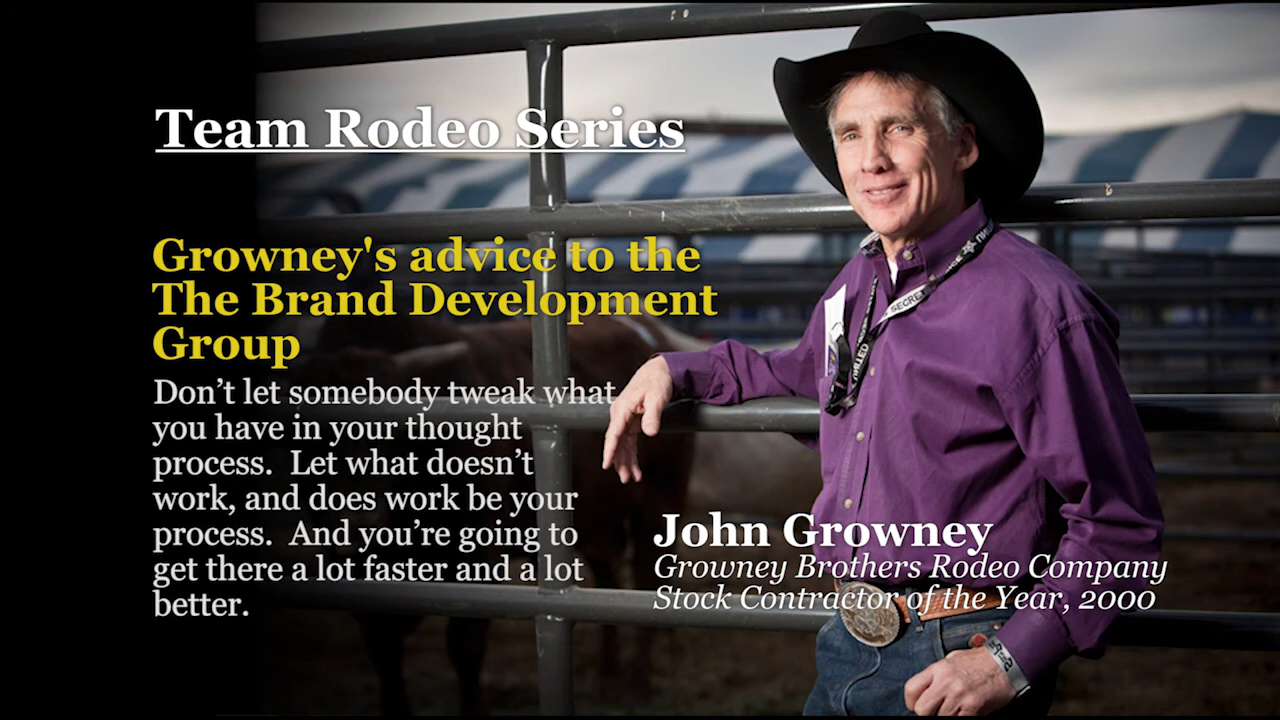 Team Rodeo Series
Growney's advice to the
The Brand Development
Group
Don’t let somebody tweak what
you have in your thought
process.  Let what doesn’t
work, and does work be your
process.  And you’re going to
get there a lot faster and a lot
better.
John Growney
Growney Brothers Rodeo Company
Stock Contractor of the Year, 2000